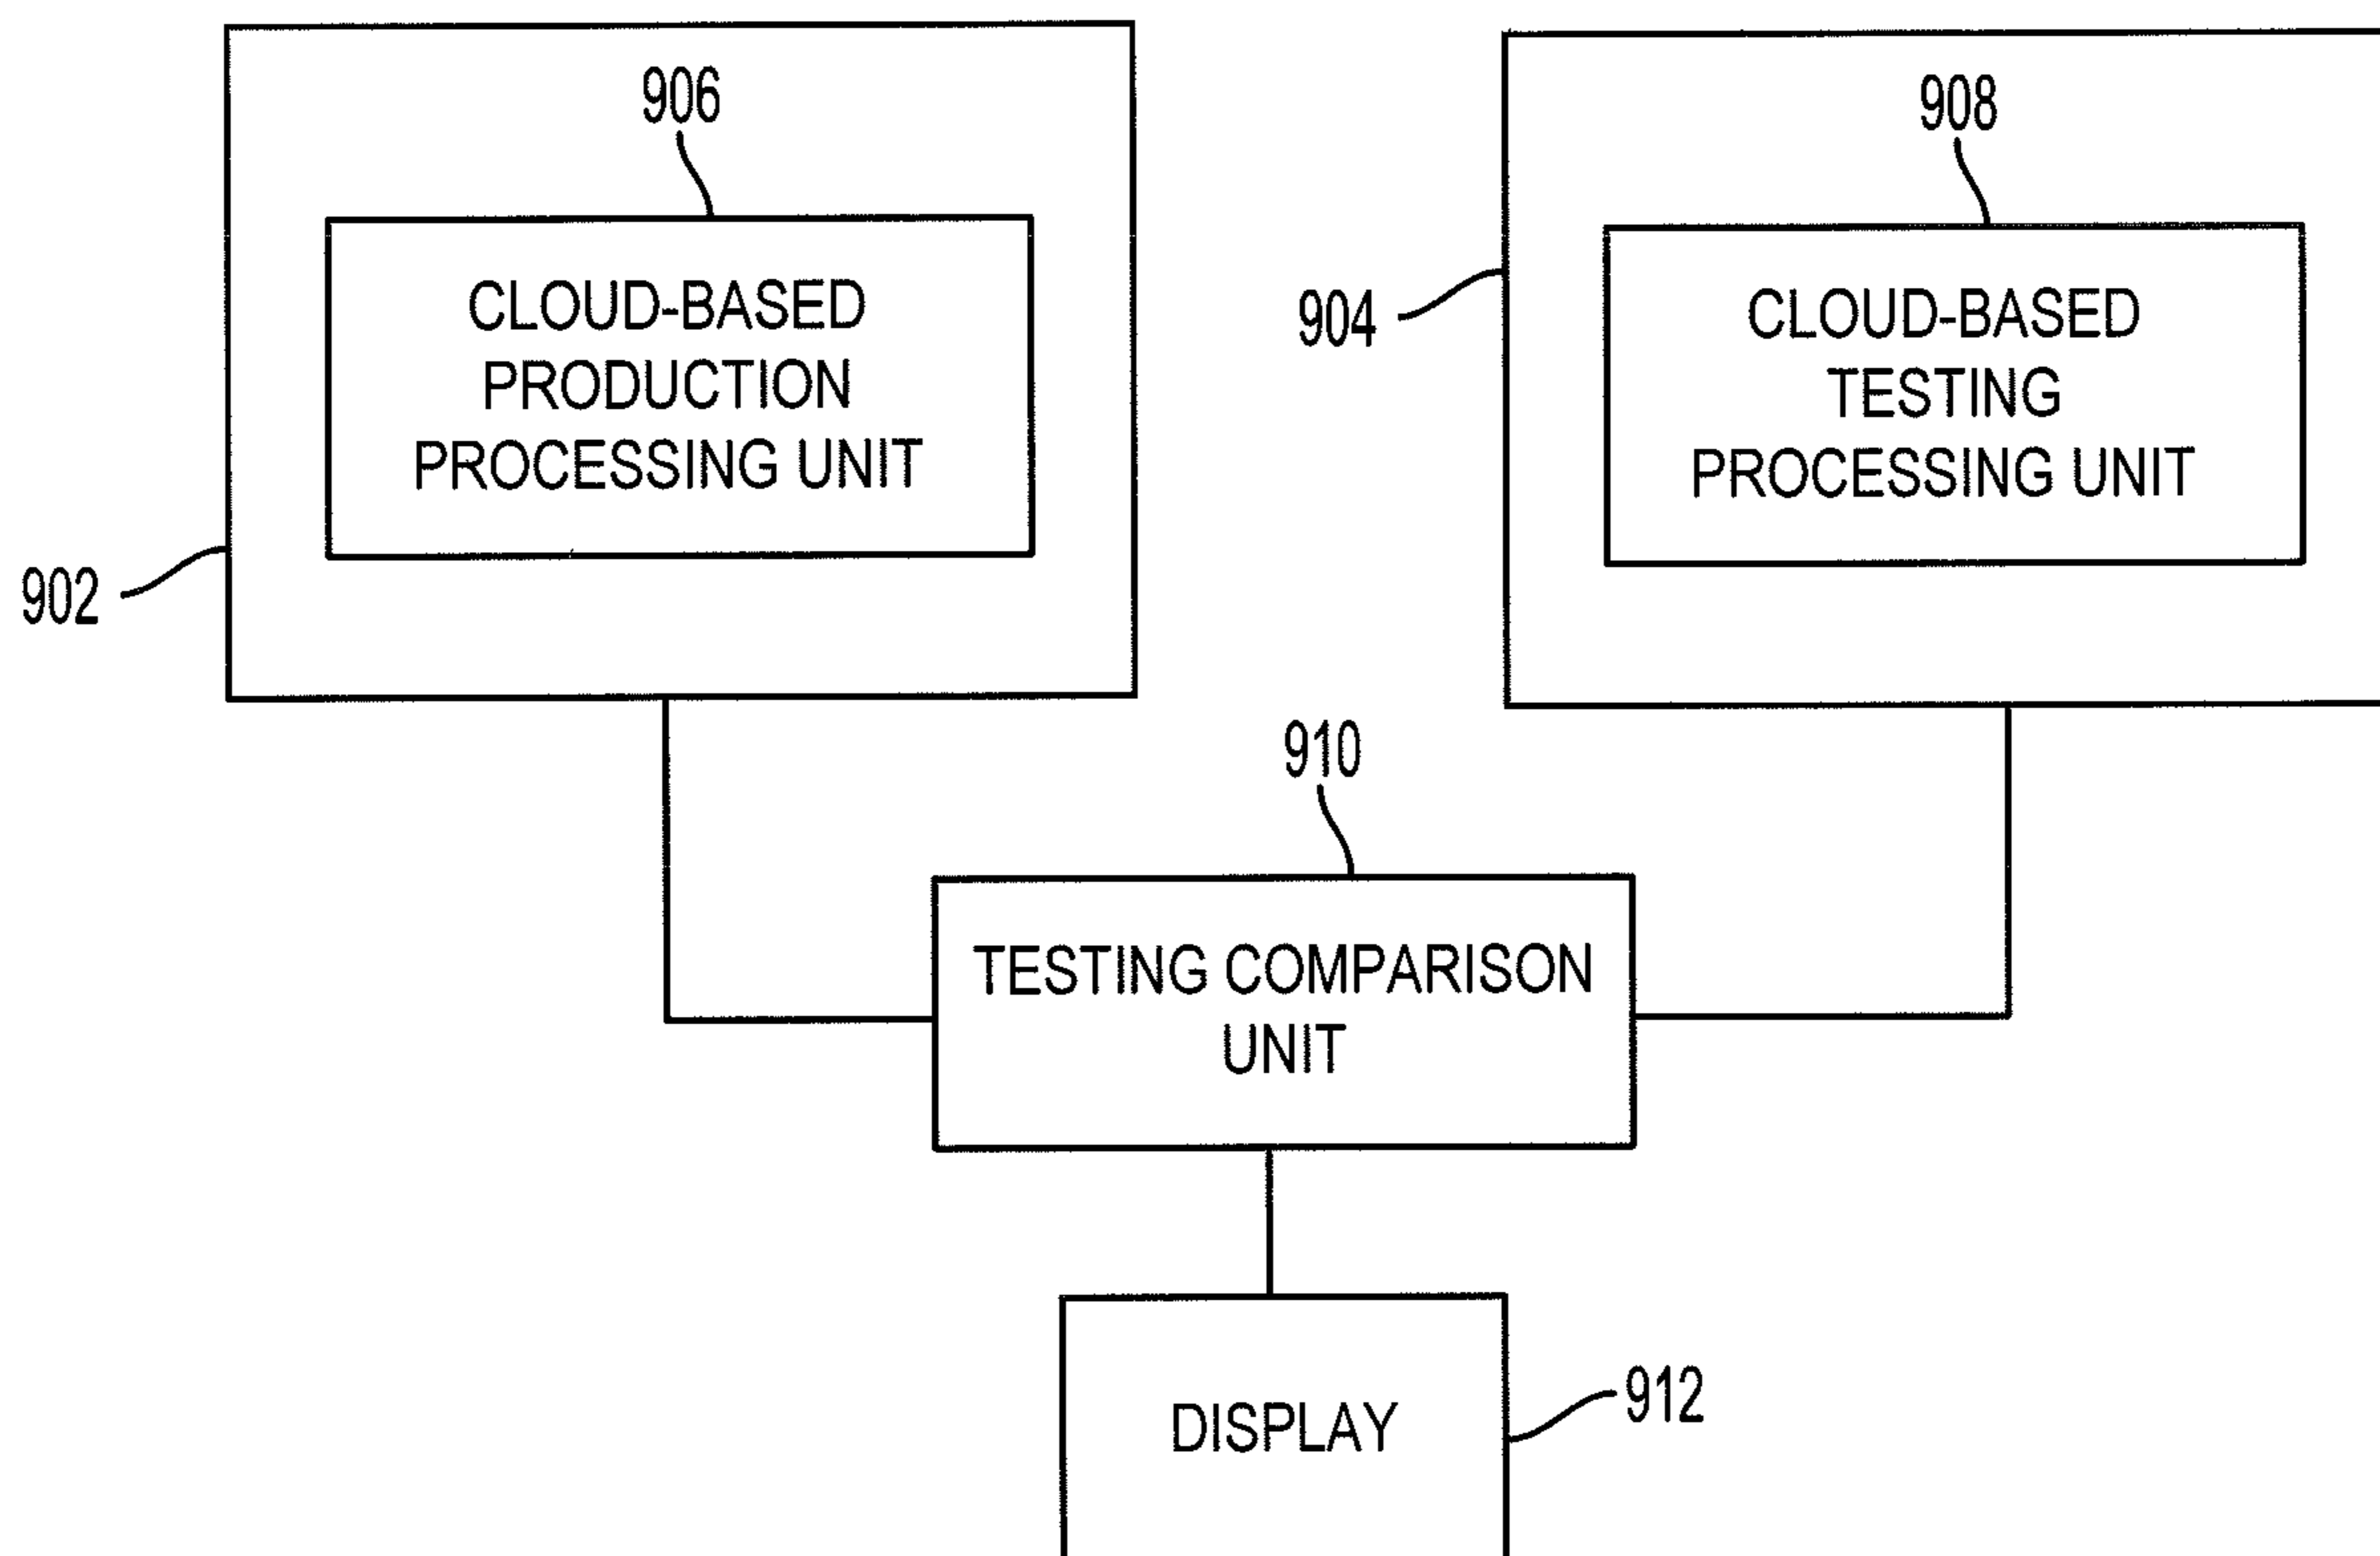 906
908
CLOUD-BASED
PRODUCTION
PROCESSING UNIT
904
CLOUD-BASED
TESTING
PROCESSING UNIT
902
910
TESTING COMPARISON
UNIT
DISPLAY
912